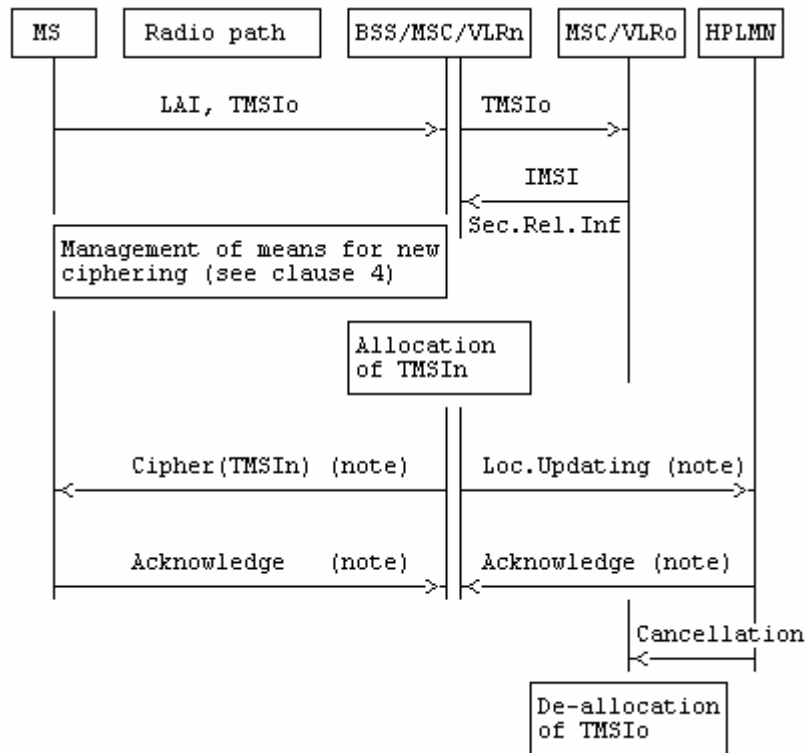 MS Radio path BSS/MSC/VLRn MSC/VLRo HPLMN
LAI, TMSIo TMSIo
IMSI
Sec.Rel.Inf
Management of means for new
ciphering (see clause 4)
Allocation
of TMSIn
Cipher(TMSIn) (note) Loc.Updating (note)
Acknowledge (note) Acknowledge (note)
Cancellation
De-allocation
of TMSIo